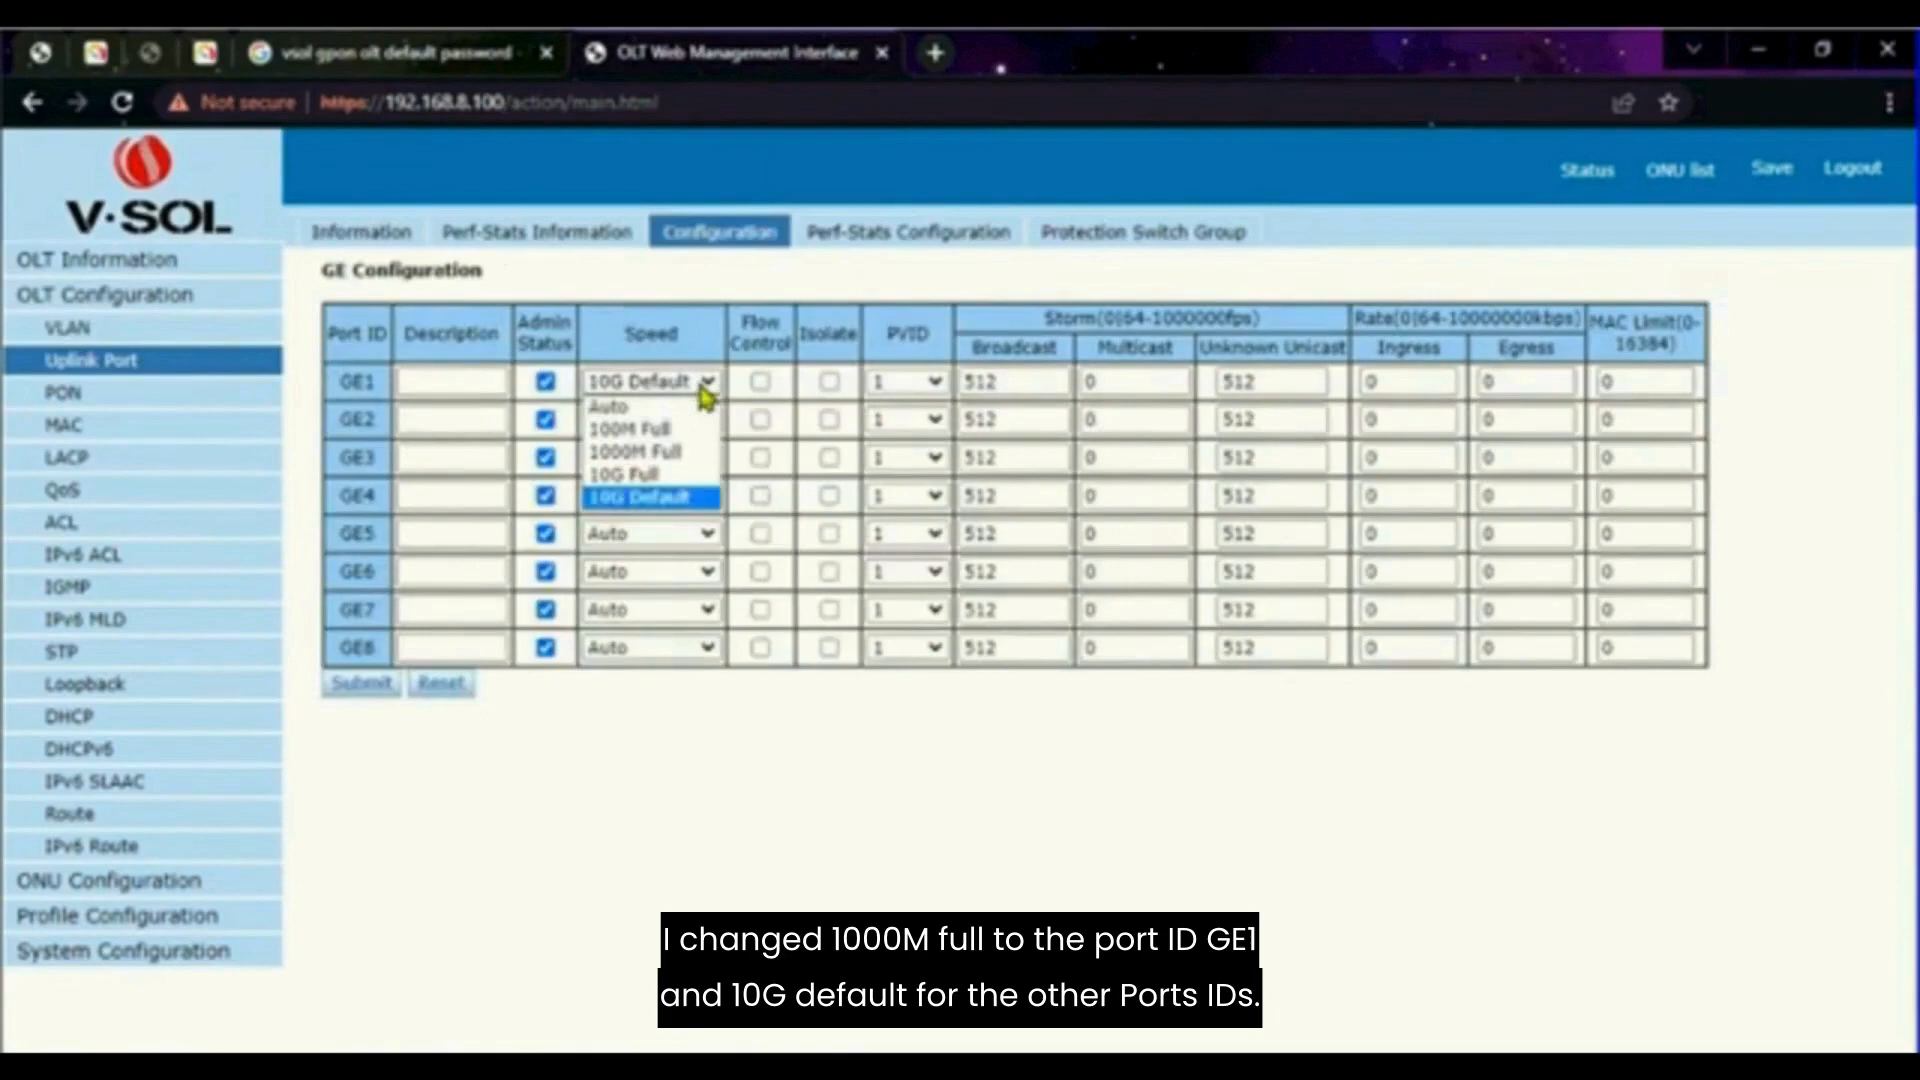 vsol gpon olt default password -
OLT Web Management Interface
Not secure | https://192.168.8.100/action/main.html
V·SOL
Status ONU list Save Logout
Information Perf-Stats Information Configuration Perf-Stats Configuration Protection Switch Group
OLT Information
OLT Configuration
VLAN
Uplink Port
PON
MAC
LACP
QoS
ACL
IPv6 ACL
IGMP
IPv6 MLD
STP
Loopback
DHCP
DHCPv6
IPv6 SLAAC
Route
IPv6 Route
ONU Configuration
Profile Configuration
System Configuration
GE Configuration
Port ID Description Admin Status Speed Flow Control Isolate PVID Storm(0|64-1000000fps) Rate(0|64-10000000kbps) MAC Limit(0-16384)
Broadcast Multicast Unknown Unicast Ingress Egress
GE1 10G Default 1 512 0 512 0 0 0
Auto
GE2 100M Full 1 512 0 512 0 0 0
1000M Full
GE3 1 512 0 512 0 0 0
10G Full
GE4 10G Default 1 512 0 512 0 0 0
GE5 Auto 1 512 0 512 0 0 0
GE6 Auto 1 512 0 512 0 0 0
GE7 Auto 1 512 0 512 0 0 0
GE8 Auto 1 512 0 512 0 0 0
Submit Reset
I changed 1000M full to the port ID GE1
and 10G default for the other Ports IDs.